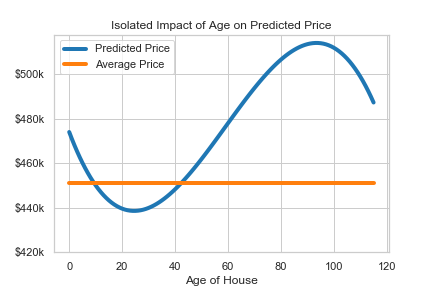 Isolated Impact of Age on Predicted Price
Predicted Price
Average Price
$500k
$480k
$460k
$440k
$420k
0 20 40 60 80 100 120
Age of House